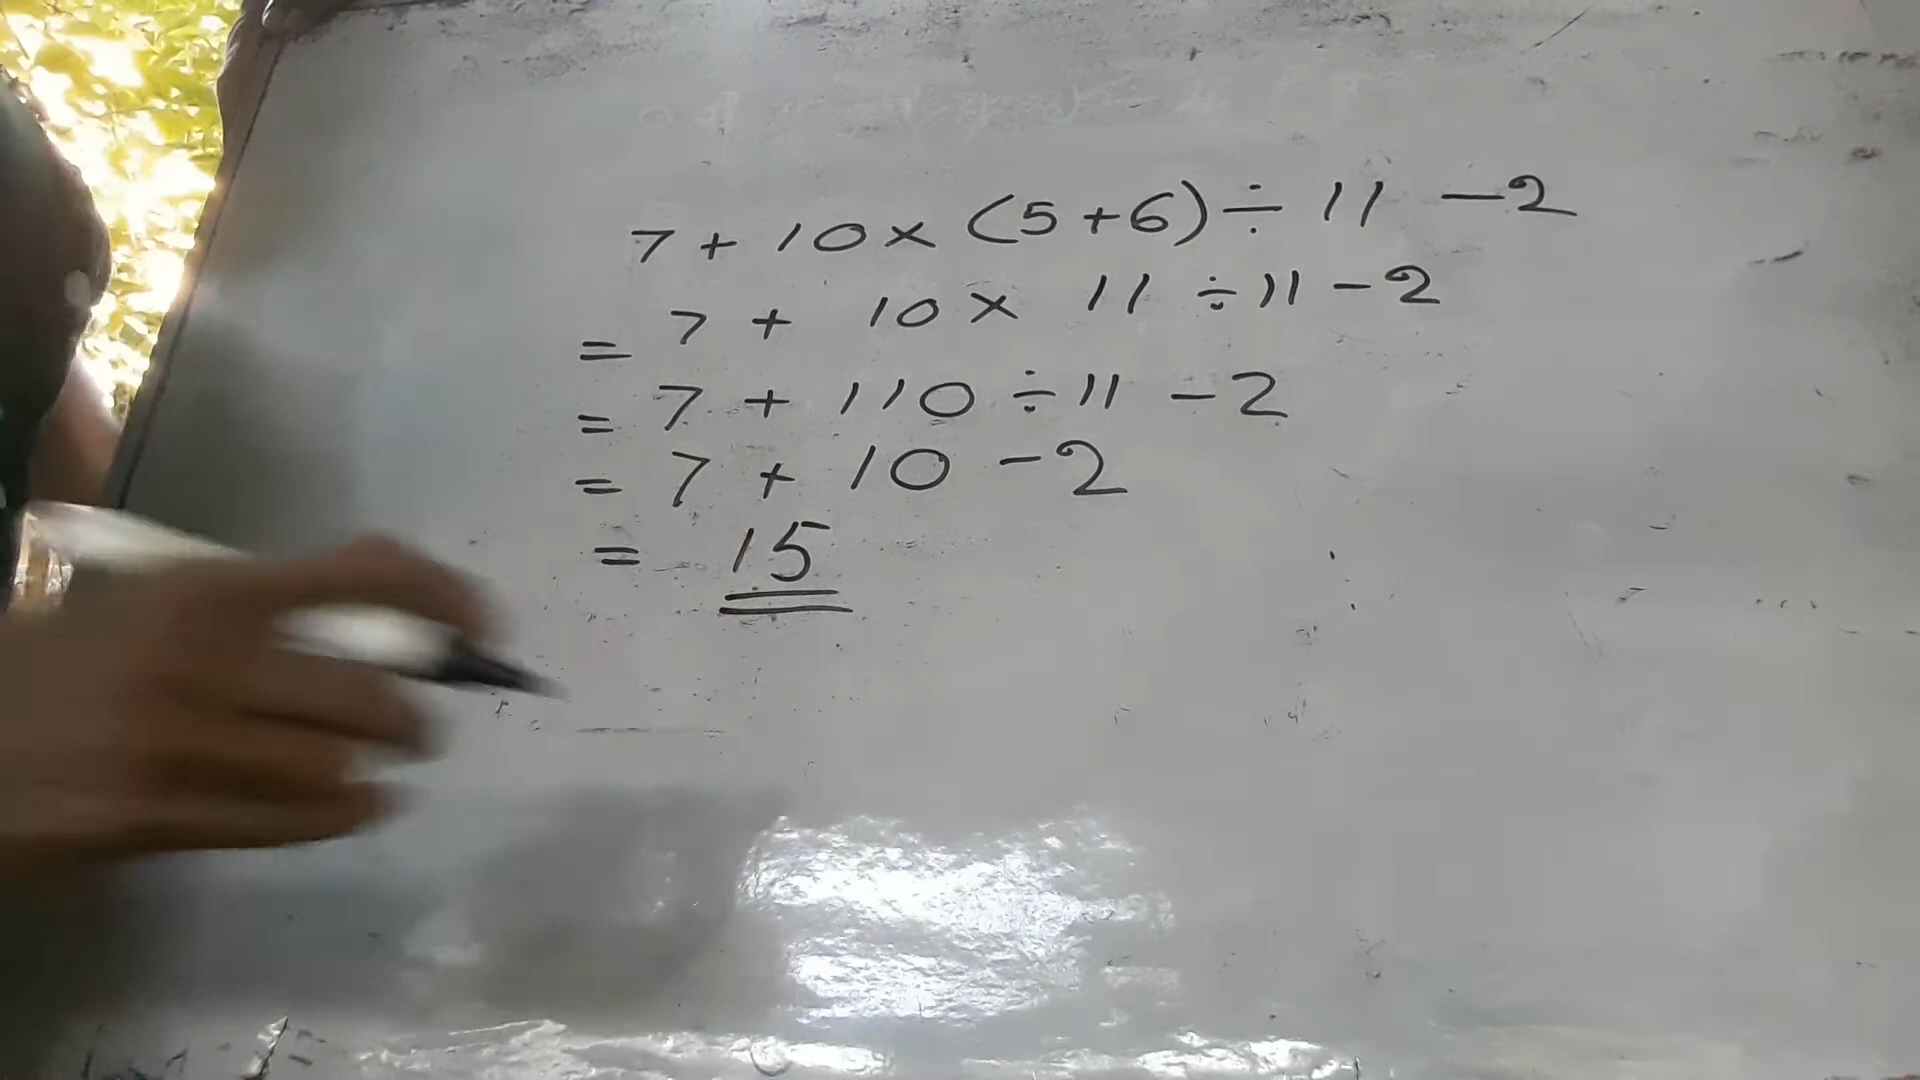 7 + 10 × (5 + 6) ÷ 11 - 2
= 7 + 10 × 11 ÷ 11 - 2
= 7 + 110 ÷ 11 - 2
= 7 + 10 - 2
= 15